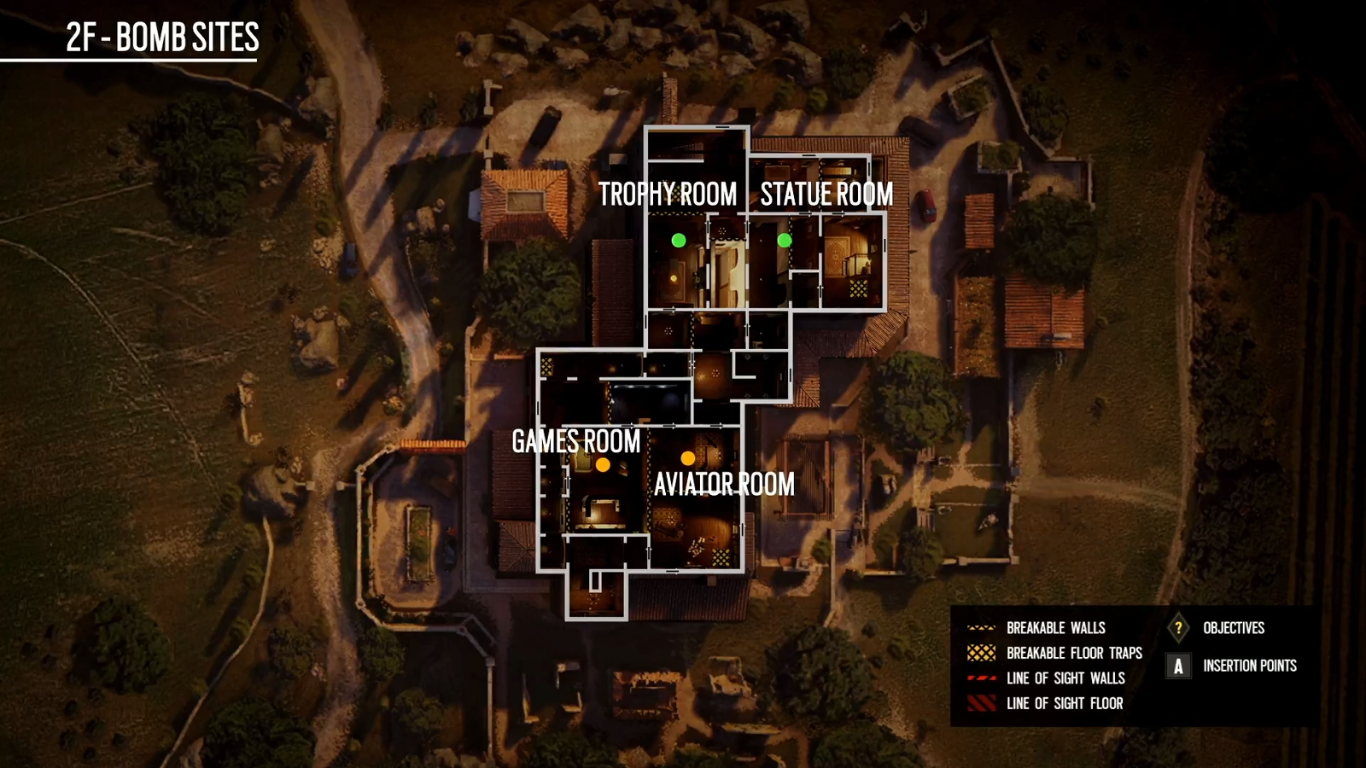 2F - BOMB SITES
TROPHY ROOM
STATUE ROOM
GAMES ROOM
AVIATOR ROOM
BREAKABLE WALLS
? OBJECTIVES
BREAKABLE FLOOR TRAPS
A INSERTION POINTS
LINE OF SIGHT WALLS
LINE OF SIGHT FLOOR